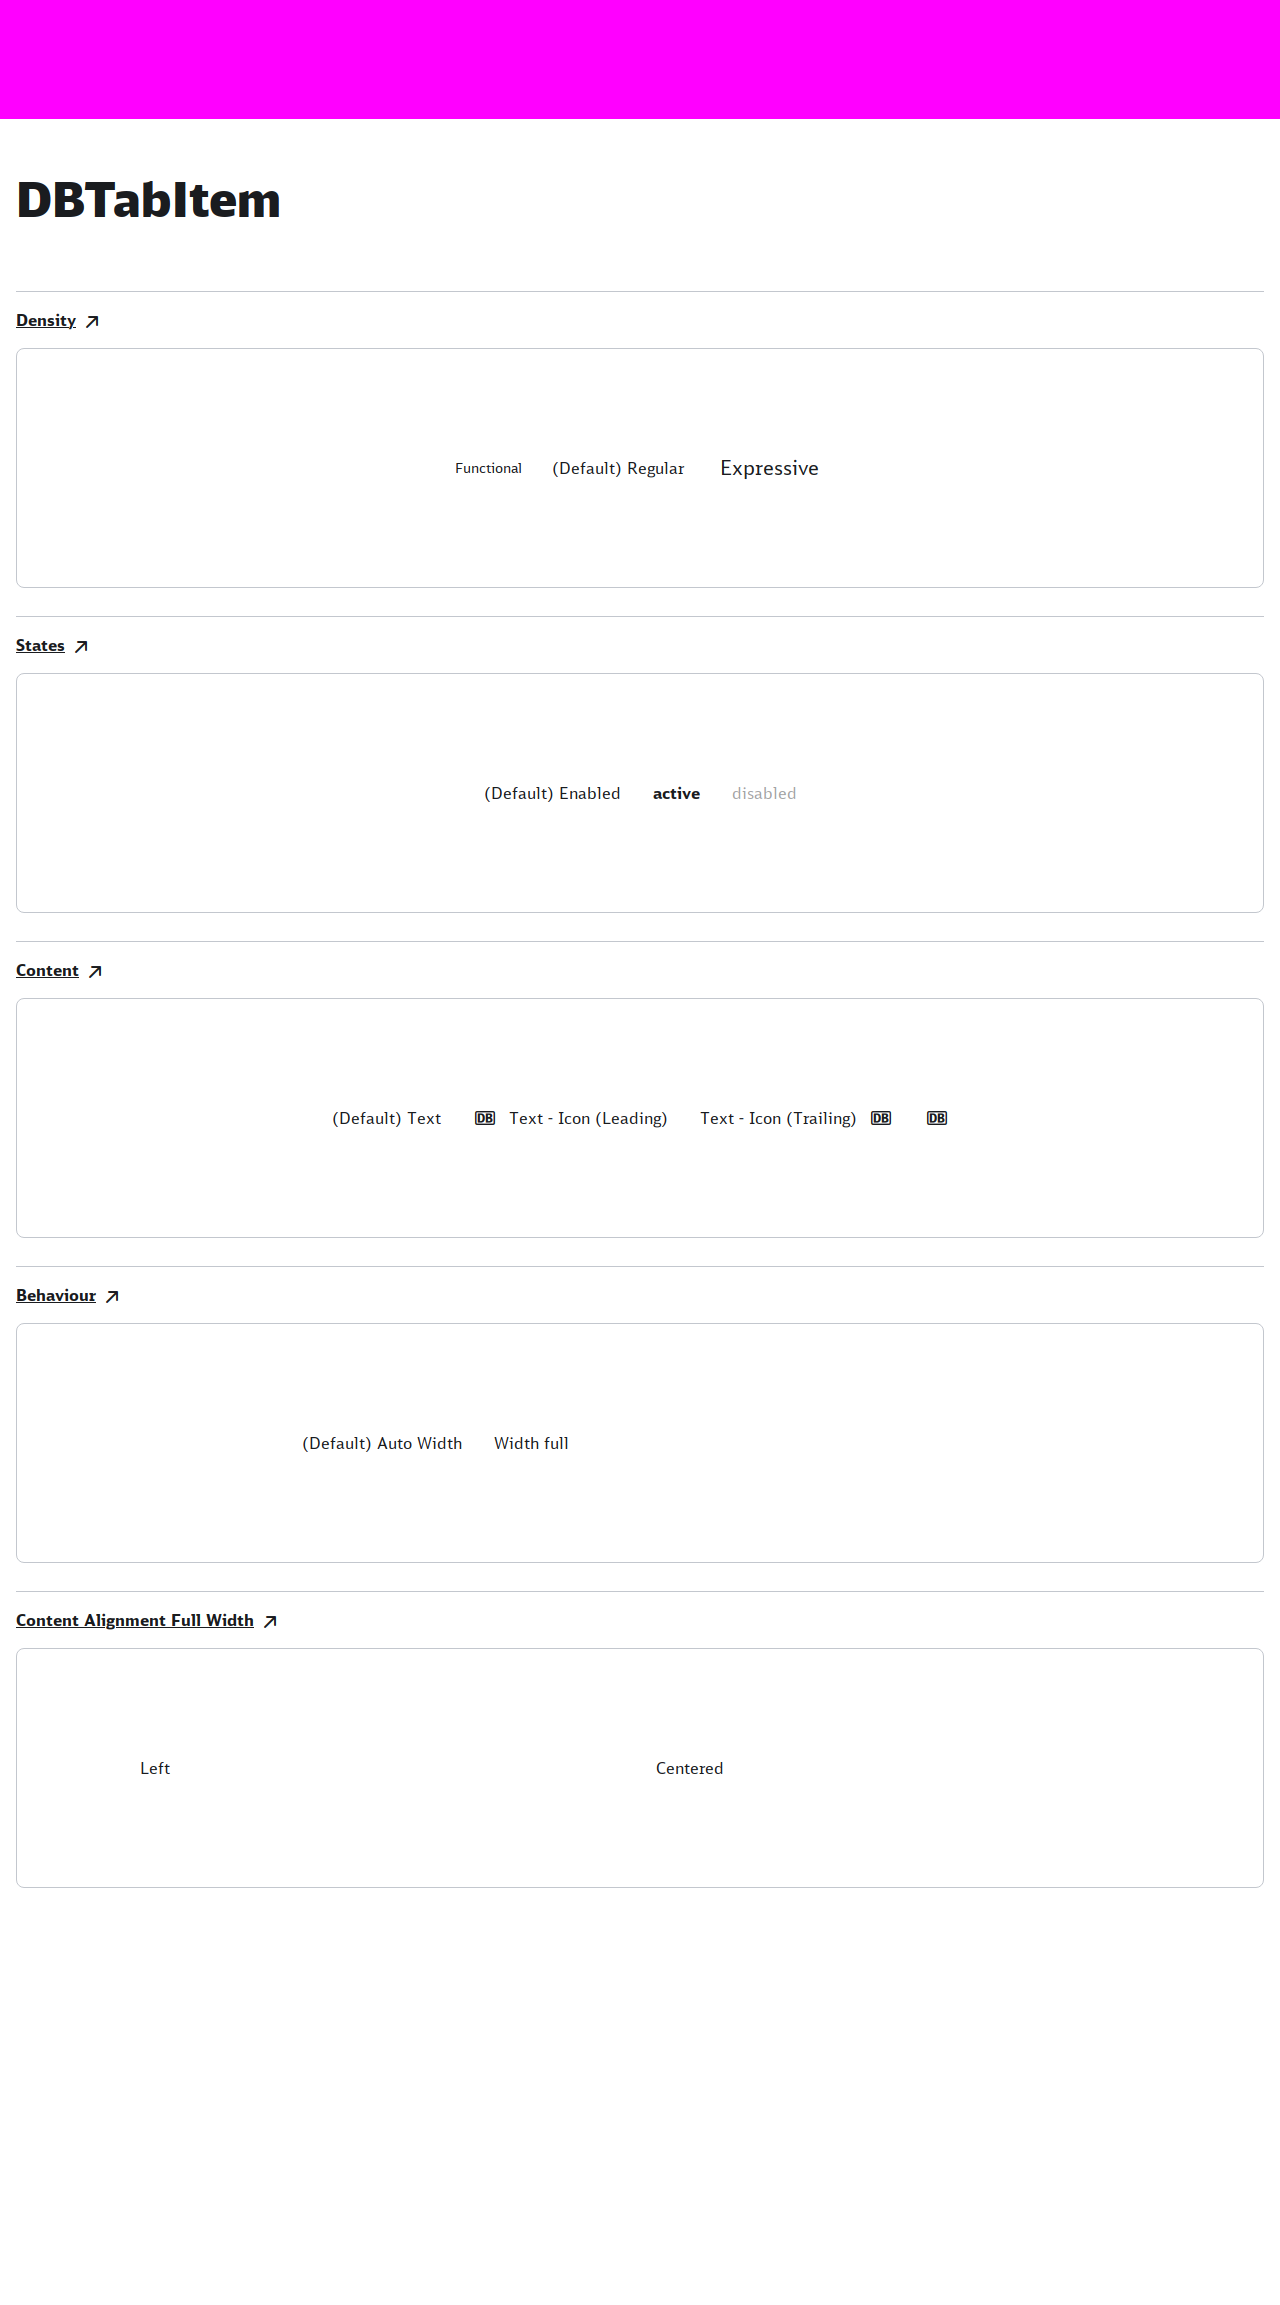 DBTabItem
Density
Functional (Default) Regular Expressive
States
(Default) Enabled active disabled
Content
(Default) Text DB Text - Icon (Leading) Text - Icon (Trailing) DB DB
Behaviour
(Default) Auto Width Width full
Content Alignment Full Width
Left Centered